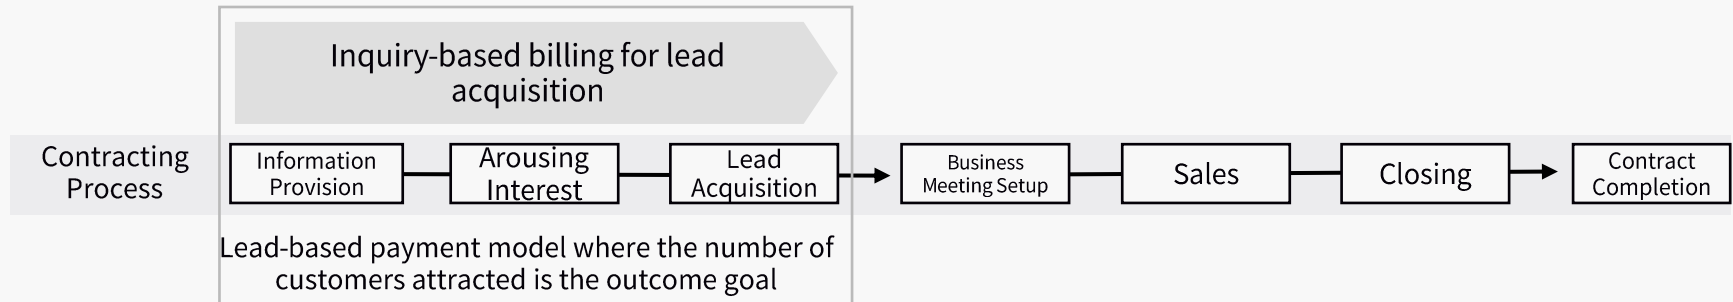 Inquiry-based billing for lead
acquisition
Contracting
Process
Information
Provision
Arousing
Interest
Lead
Acquisition
Business
Meeting Setup
Sales
Closing
Contract
Completion
Lead-based payment model where the number of
customers attracted is the outcome goal